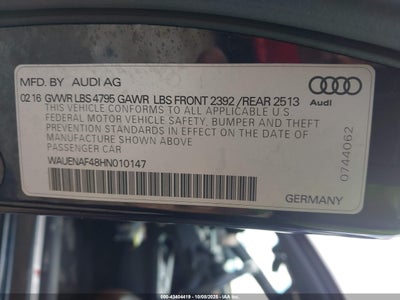 MFD. BY AUDI AG
Audi
02 16 GVWR LBS 4795 GAWR LBS FRONT 2392 /REAR 2513
THIS VEHICLE CONFORMS TO ALL APPLICABLE U.S
FEDERAL MOTOR VEHICLE SAFETY, BUMPER AND THEFT
PREVENTION STANDARDS IN EFFECT ON THE DATE OF
MANUFACTURE SHOWN ABOVE
PASSENGER CAR
WAUENAF48HN010147
0744062
GERMANY